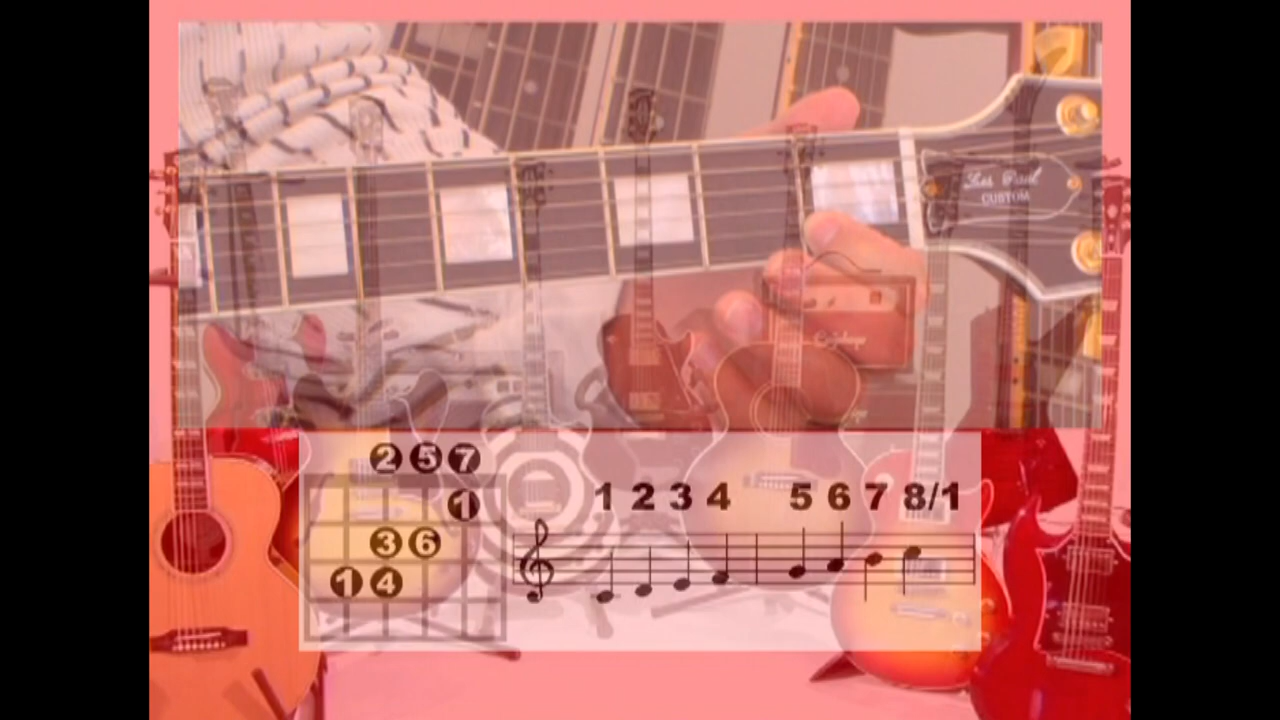 Les Paul
CUSTOM
Epiphone
2 5 7
1
1 2 3 4 5 6 7 8/1
3 6
1 4